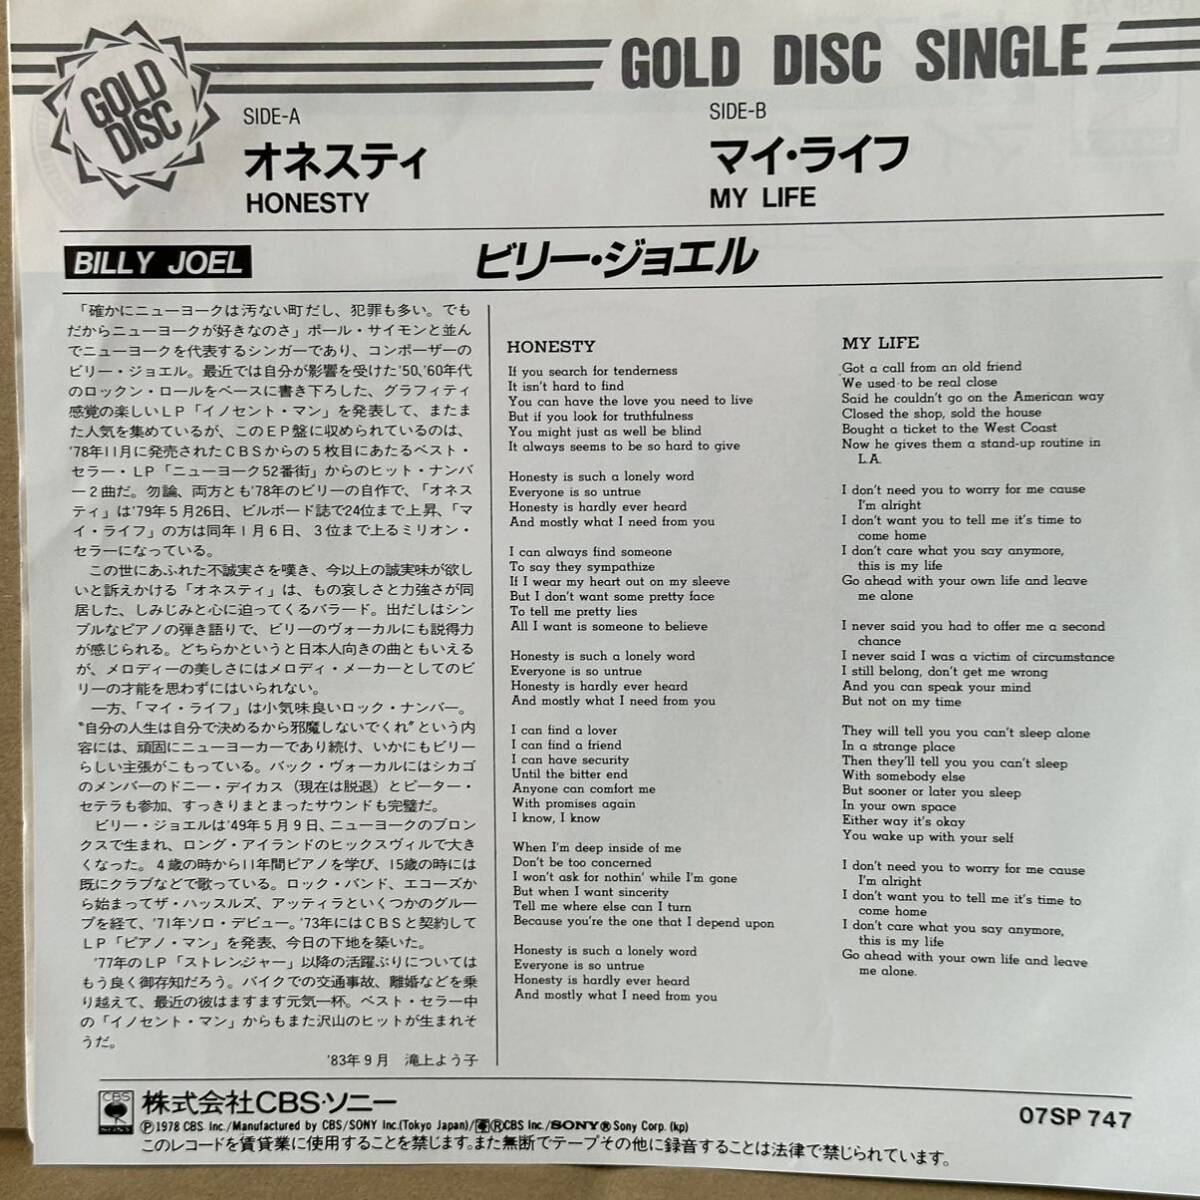 GOLD DISC SINGLE
GOLD
DISC
SIDE-A
オネスティ
HONESTY
SIDE-B
マイ・ライフ
MY LIFE
BILLY JOEL
ビリー・ジョエル
「確かにニューヨークは汚ない町だし、犯罪も多い。でも
だからニューヨークが好きなのさ」ポール・サイモンと並ん
でニューヨークを代表するシンガーであり、コンポーザーの
ビリー・ジョエル。最近では自分が影響を受けた'50、'60年代
のロックン・ロールをベースに書き下ろした、グラフィティ
感覚の楽しいLP「イノセント・マン」を発表して、またま
た人気を集めているが、このEP盤に収められているのは、
'78年11月に発売されたCBSからの5枚目にあたるベスト・
セラー・LP「ニューヨーク52番街」からのヒット・ナンバ
ー2曲だ。勿論、両方とも'78年のビリーの自作で、「オネス
ティ」は'79年5月26日、ビルボード誌で24位まで上昇、「マ
イ・ライフ」の方は同年1月6日、3位まで上るミリオン・
セラーになっている。
この世にあふれた不誠実さを嘆き、今以上の誠実味が欲し
いと訴えかける「オネスティ」は、もの哀しさと力強さが同
居した、しみじみと心に迫ってくるバラード。出だしはシン
プルなピアノの弾き語りで、ビリーのヴォーカルにも説得力
が感じられる。どちらかというと日本人向きの曲ともいえる
が、メロディーの美しさにはメロディ・メーカーとしてのビ
リーの才能を思わずにはいられない。
一方、「マイ・ライフ」は小気味良いロック・ナンバー。
"自分の人生は自分で決めるから邪魔しないでくれ"という内
容には、頑固にニューヨーカーであり続け、いかにもビリー
らしい主張がこもっている。バック・ヴォーカルにはシカゴ
のメンバーのドニー・デイカス（現在は脱退）とピーター・
セテラも参加、すっきりまとまったサウンドも完璧だ。
ビリー・ジョエルは'49年5月9日、ニューヨークのブロン
クスで生まれ、ロング・アイランドのヒックスヴィルで大き
くなった。4歳の時から11年間ピアノを学び、15歳の時には
既にクラブなどで歌っている。ロック・バンド、エコーズか
ら始まってザ・ハッスルズ、アッティラといくつかのグルー
プを経て、'71年ソロ・デビュー。'73年にはCBSと契約して
LP「ピアノ・マン」を発表、今日の下地を築いた。
'77年のLP「ストレンジャー」以降の活躍ぶりについては
もう良く御存知だろう。バイクでの交通事故、離婚などを乗
り越えて、最近の彼はますます元気一杯。ベスト・セラー中
の「イノセント・マン」からもまた沢山のヒットが生まれそ
うだ。
'83年9月 滝上よう子
HONESTY
If you search for tenderness
It isn't hard to find
You can have the love you need to live
But if you look for truthfulness
You might just as well be blind
It always seems to be so hard to give
Honesty is such a lonely word
Everyone is so untrue
Honesty is hardly ever heard
And mostly what I need from you
I can always find someone
To say they sympathize
If I wear my heart out on my sleeve
But I don't want some pretty face
To tell me pretty lies
All I want is someone to believe
Honesty is such a lonely word
Everyone is so untrue
Honesty is hardly ever heard
And mostly what I need from you
I can find a lover
I can find a friend
I can have security
Until the bitter end
Anyone can comfort me
With promises again
I know, I know
When I'm deep inside of me
Don't be too concerned
I won't ask for nothin' while I'm gone
But when I want sincerity
Tell me where else can I turn
Because you're the one that I depend upon
Honesty is such a lonely word
Everyone is so untrue
Honesty is hardly ever heard
And mostly what I need from you
MY LIFE
Got a call from an old friend
We used to be real close
Said he couldn't go on the American way
Closed the shop, sold the house
Bought a ticket to the West Coast
Now he gives them a stand-up routine in
L.A.
I don't need you to worry for me cause
I'm alright
I don't want you to tell me it's time to
come home
I don't care what you say anymore,
this is my life
Go ahead with your own life and leave
me alone
I never said you had to offer me a second
chance
I never said I was a victim of circumstance
I still belong, don't get me wrong
And you can speak your mind
But not on my time
They will tell you you can't sleep alone
In a strange place
Then they'll tell you you can't sleep
With somebody else
But sooner or later you sleep
In your own space
Either way it's okay
You wake up with your self
I don't need you to worry for me cause
I'm alright
I don't want you to tell me it's time to
come home
I don't care what you say anymore,
this is my life
Go ahead with your own life and leave
me alone.
CBS
SONY
株式会社CBS・ソニー
Ⓟ1978 CBS Inc./Manufactured by CBS/SONY Inc.(Tokyo Japan)/®CBS Inc./SONY® Sony Corp. (kp)
07SP 747
このレコードを賃貸業に使用することを禁じます。また無断でテープその他に録音することは法律で禁じられています。